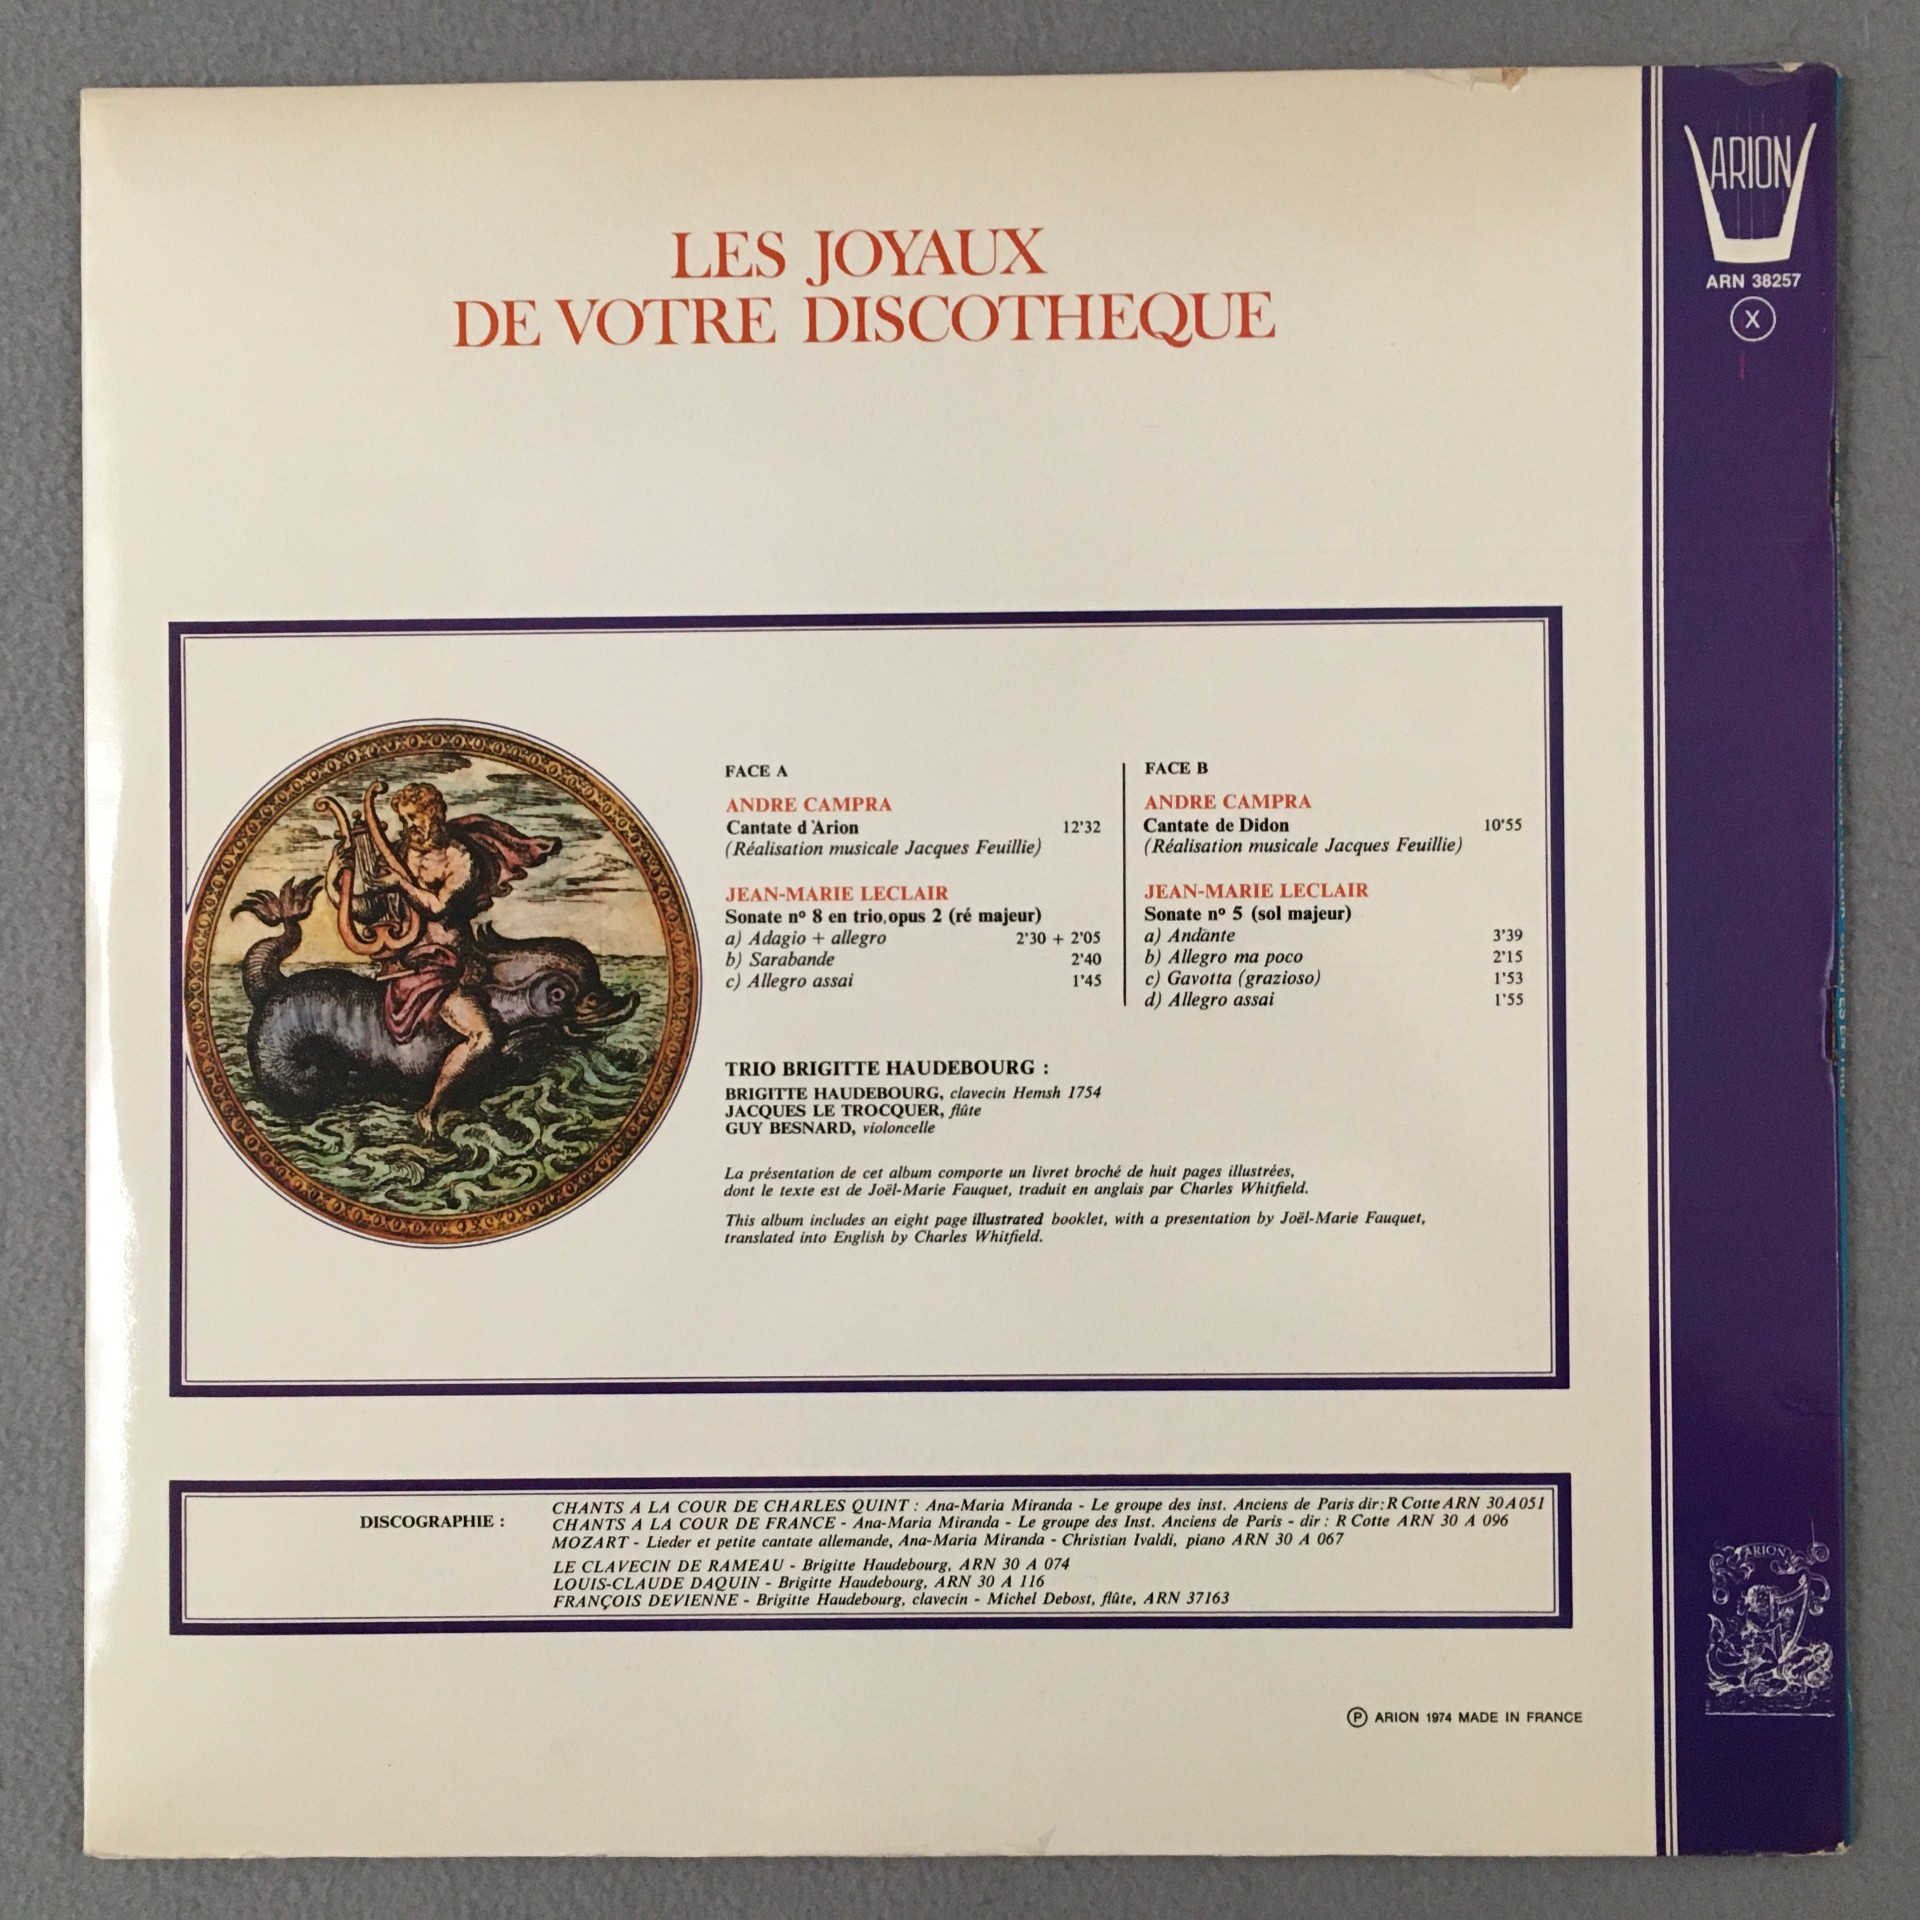 LES JOYAUX
DE VOTRE DISCOTHEQUE
ARION
ARN 38257
X
FACE A
ANDRE CAMPRA
Cantate d'Arion 12'32
(Réalisation musicale Jacques Feuillie)
JEAN-MARIE LECLAIR
Sonate nº 8 en trio, opus 2 (ré majeur)
a) Adagio + allegro 2'30 + 2'05
b) Sarabande 2'40
c) Allegro assai 1'45
FACE B
ANDRE CAMPRA
Cantate de Didon 10'55
(Réalisation musicale Jacques Feuillie)
JEAN-MARIE LECLAIR
Sonate nº 5 (sol majeur)
a) Andante 3'39
b) Allegro ma poco 2'15
c) Gavotta (grazioso) 1'53
d) Allegro assai 1'55
TRIO BRIGITTE HAUDEBOURG :
BRIGITTE HAUDEBOURG, clavecin Hemsh 1754
JACQUES LE TROCQUER, flûte
GUY BESNARD, violoncelle
La présentation de cet album comporte un livret broché de huit pages illustrées,
dont le texte est de Joël-Marie Fauquet, traduit en anglais par Charles Whitfield.
This album includes an eight page illustrated booklet, with a presentation by Joël-Marie Fauquet,
translated into English by Charles Whitfield.
DISCOGRAPHIE :
CHANTS A LA COUR DE CHARLES QUINT : Ana-Maria Miranda - Le groupe des inst. Anciens de Paris dir : R Cotte ARN 30 A 051
CHANTS A LA COUR DE FRANCE - Ana-Maria Miranda - Le groupe des Inst. Anciens de Paris - dir : R Cotte ARN 30 A 096
MOZART - Lieder et petite cantate allemande, Ana-Maria Miranda - Christian Ivaldi, piano ARN 30 A 067
LE CLAVECIN DE RAMEAU - Brigitte Haudebourg, ARN 30 A 074
LOUIS-CLAUDE DAQUIN - Brigitte Haudebourg, ARN 30 A 116
FRANÇOIS DEVIENNE - Brigitte Haudebourg, clavecin - Michel Debost, flûte, ARN 37163
ARION
Ⓟ ARION 1974 MADE IN FRANCE